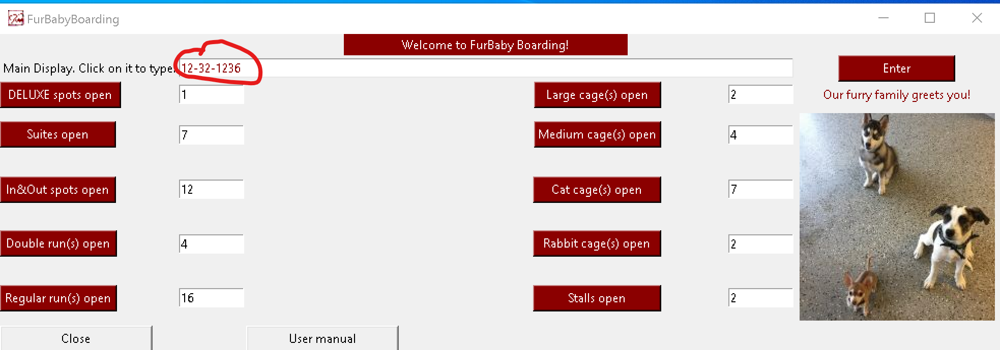 FurBabyBoarding
Welcome to FurBaby Boarding!
Main Display. Click on it to type. 12-32-1236
Enter
DELUXE spots open 1
Large cage(s) open 2
Our furry family greets you!
Suites open 7
Medium cage(s) open 4
In&Out spots open 12
Cat cage(s) open 7
Double run(s) open 4
Rabbit cage(s) open 2
Regular run(s) open 16
Stalls open 2
Close
User manual